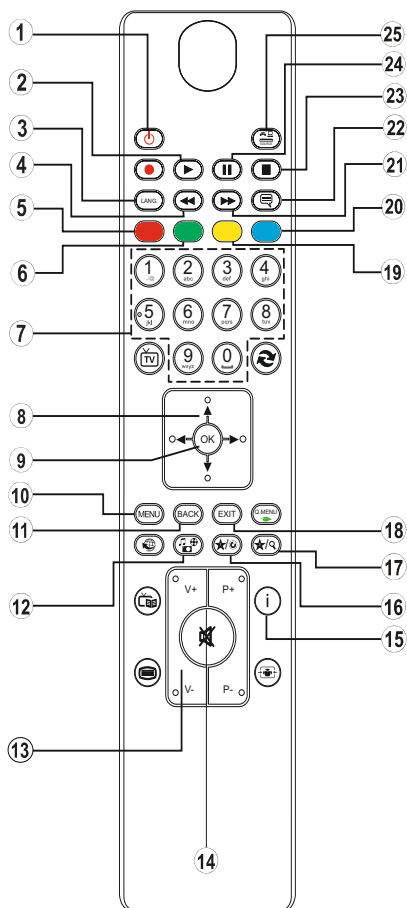 1
25
2
24
3
23
4
22
LANG.
21
5
20
6
19
1 .-/@
2 abc
3 def
4 ghi
7
5 jkl
6 mno
7 pqrs
8 tuv
TV
9 wxyz
0
8
9
OK
10
MENU
BACK
EXIT
Q.MENU
11
18
17
12
16
V+
P+
i
15
13
V-
P-
14